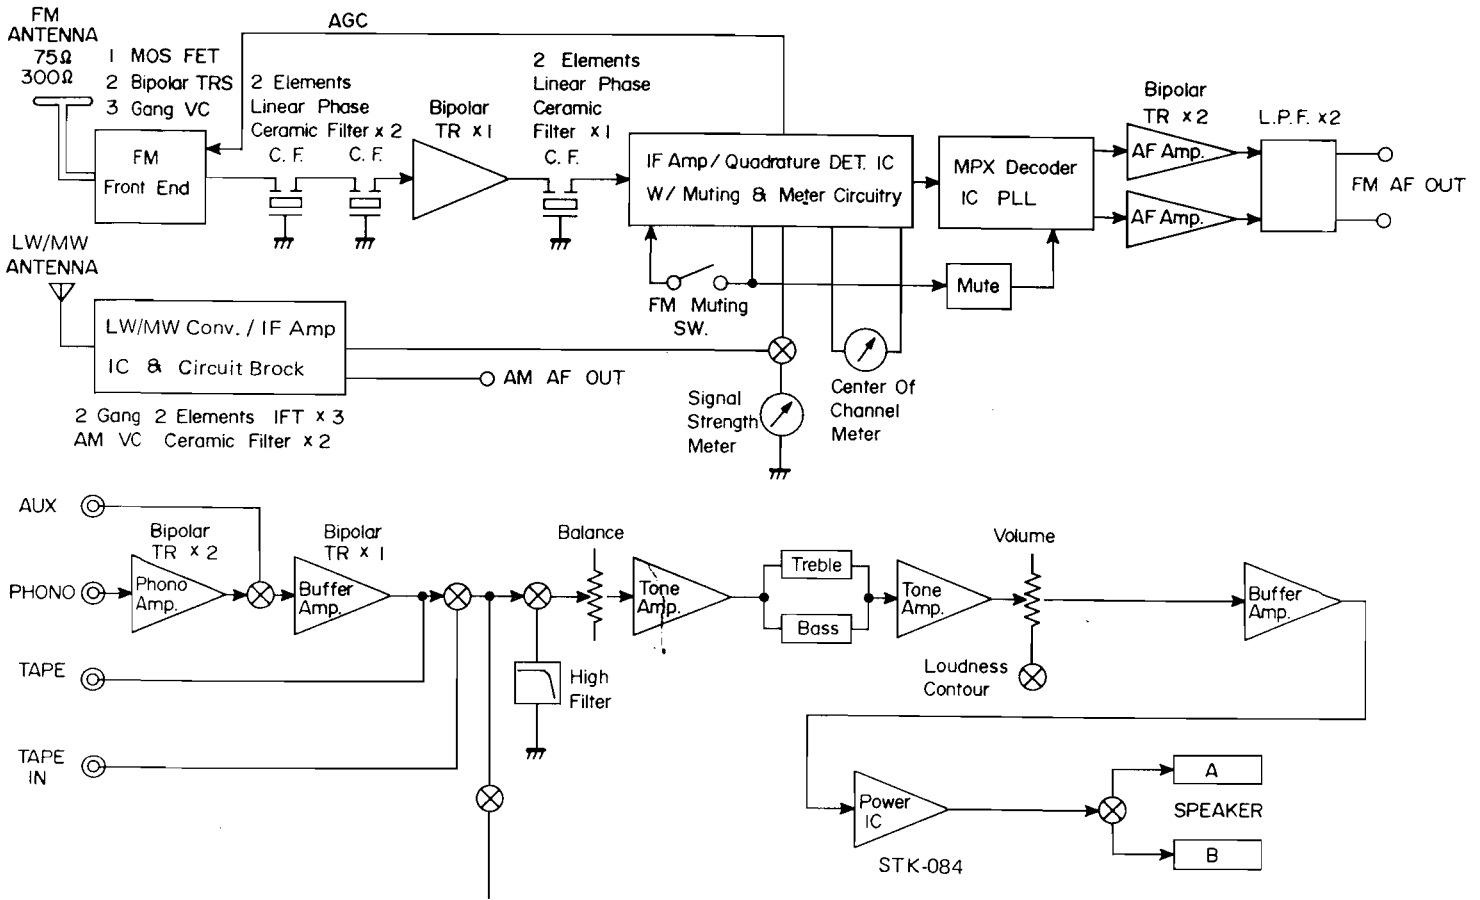 FM
ANTENNA
75Ω
300Ω
1 MOS FET
2 Bipolar TRS
3 Gang VC
AGC
2 Elements
Linear Phase
Ceramic Filter x 2
C. F.
C. F.
Bipolar
TR x 1
2 Elements
Linear Phase
Ceramic
Filter x 1
C. F.
FM
Front End
IF Amp / Quadrature DET. IC
W/ Muting & Meter Circuitry
MPX Decoder
IC PLL
Bipolar
TR x 2
AF Amp.
AF Amp.
L.P.F. x 2
FM AF OUT
LW/MW
ANTENNA
LW/MW Conv. / IF Amp
IC & Circuit Brock
2 Gang 2 Elements IFT x 3
AM VC Ceramic Filter x 2
AM AF OUT
FM Muting
SW.
Mute
Signal
Strength
Meter
Center Of
Channel
Meter
AUX
Bipolar
TR x 2
Bipolar
TR x 1
Balance
Volume
PHONO
Phono
Amp.
Buffer
Amp.
Tone
Amp.
Treble
Bass
Tone
Amp.
Buffer
Amp.
TAPE
High
Filter
Loudness
Contour
TAPE
IN
Power
IC
STK-084
A
SPEAKER
B